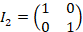 I₂ = (1 0
0 1)